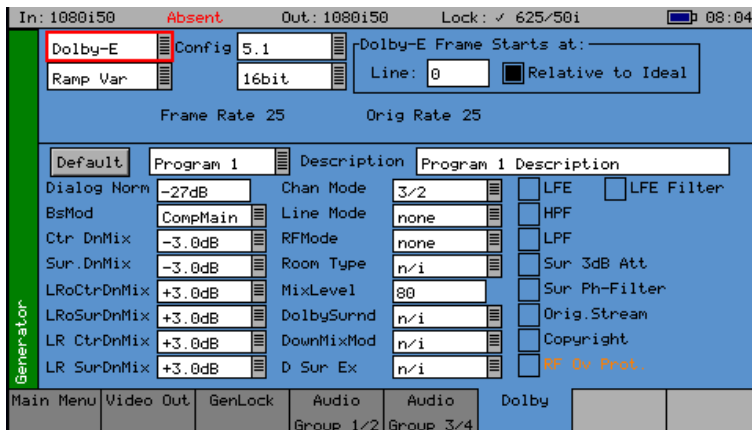 In: 1080i50 Absent Out: 1080i50 Lock: ✓ 625/50i 08:04
Dolby-E Config 5.1 Dolby-E Frame Starts at:
Ramp Var 16bit Line: 0 Relative to Ideal
Frame Rate 25 Orig Rate 25
Default Program 1 Description Program 1 Description
Dialog Norm -27dB Chan Mode 3/2 LFE LFE Filter
BsMod CompMain Line Mode none HPF
Ctr DnMix -3.0dB RFMode none LPF
Sur.DnMix -3.0dB Room Type n/i Sur 3dB Att
LRoCtrDnMix +3.0dB MixLevel 80 Sur Ph-Filter
LRoSurDnMix +3.0dB DolbySurnd n/i Orig.Stream
LR CtrDnMix +3.0dB DownMixMod n/i Copyright
LR SurDnMix +3.0dB D Sur Ex n/i RF Ov Prot.
Generator
Main Menu Video Out GenLock Audio Audio Dolby
Group 1/2 Group 3/4